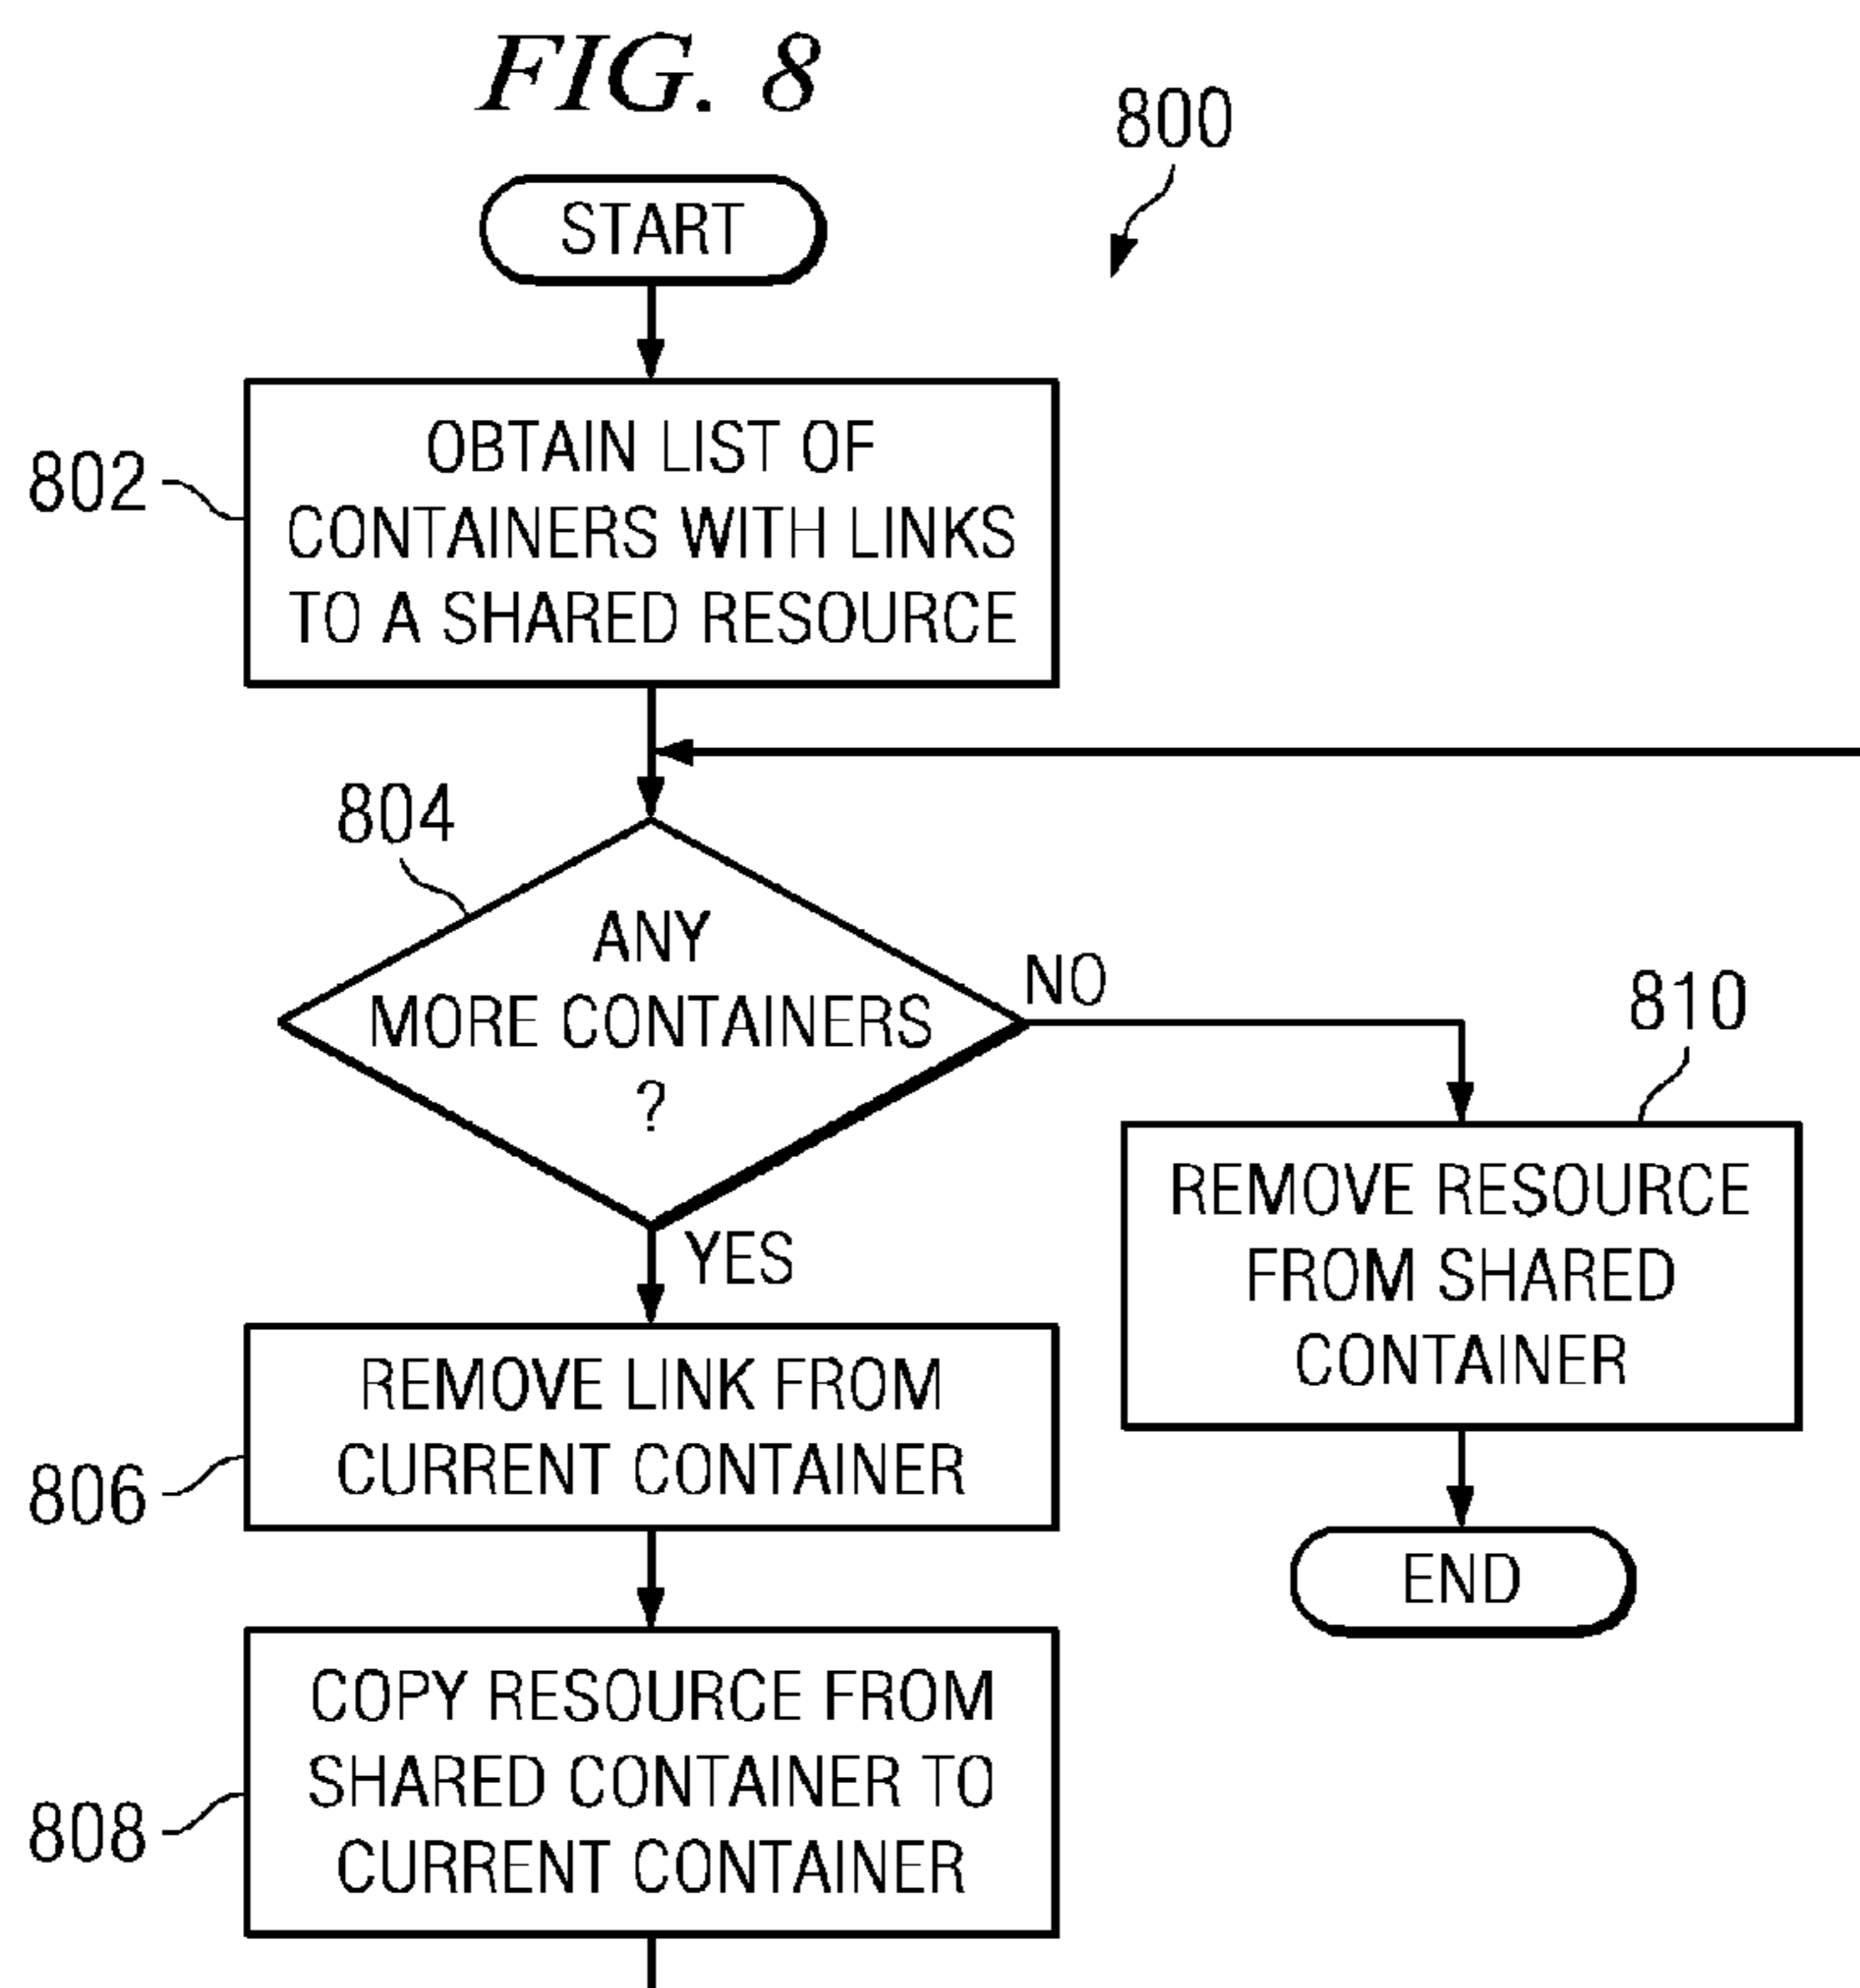 FIG. 8
800
START
802
OBTAIN LIST OF
CONTAINERS WITH LINKS
TO A SHARED RESOURCE
804
ANY
MORE CONTAINERS
?
NO
YES
810
REMOVE RESOURCE
FROM SHARED
CONTAINER
806
REMOVE LINK FROM
CURRENT CONTAINER
END
808
COPY RESOURCE FROM
SHARED CONTAINER TO
CURRENT CONTAINER